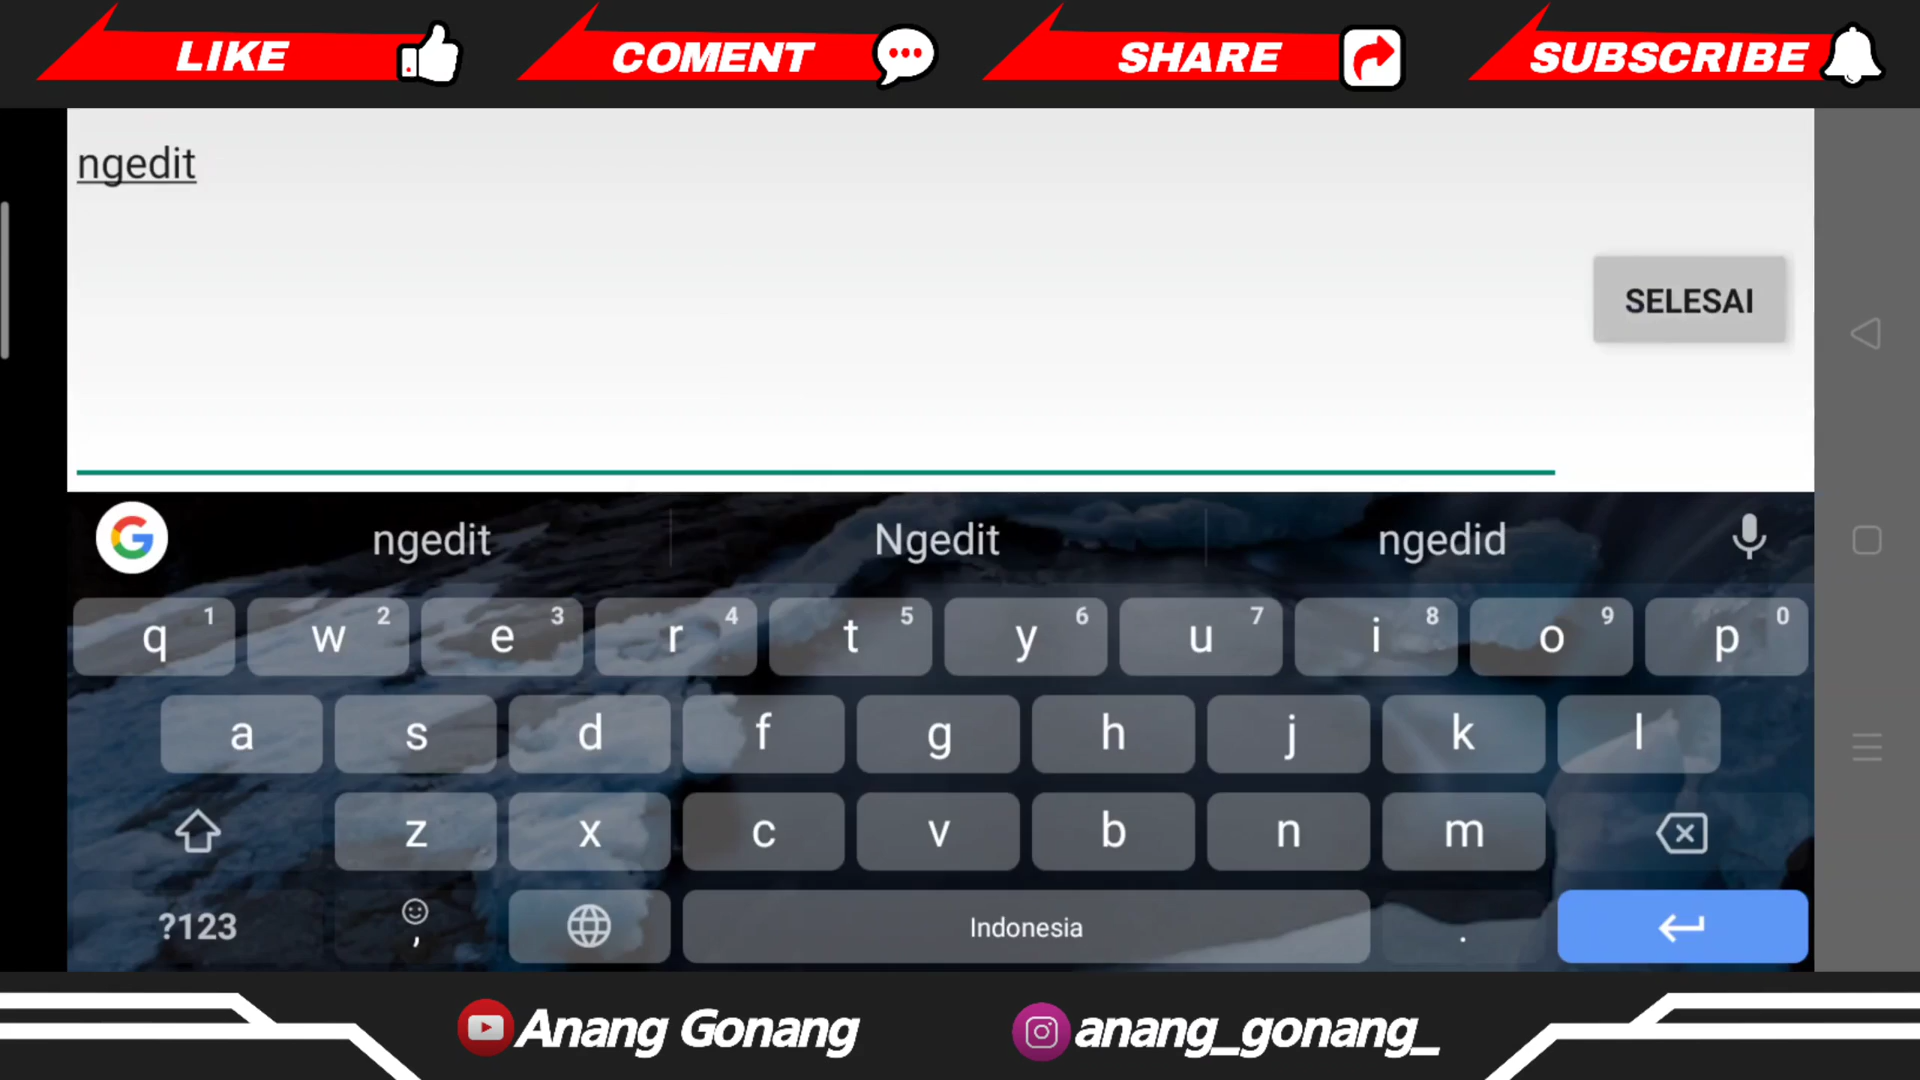 LIKE COMENT SHARE SUBSCRIBE
ngedit
SELESAI
G ngedit Ngedit ngedid
q 1 w 2 e 3 r 4 t 5 y 6 u 7 i 8 o 9 p 0
a s d f g h j k l
z x c v b n m
?123 , Indonesia .
Anang Gonang anang_gonang_